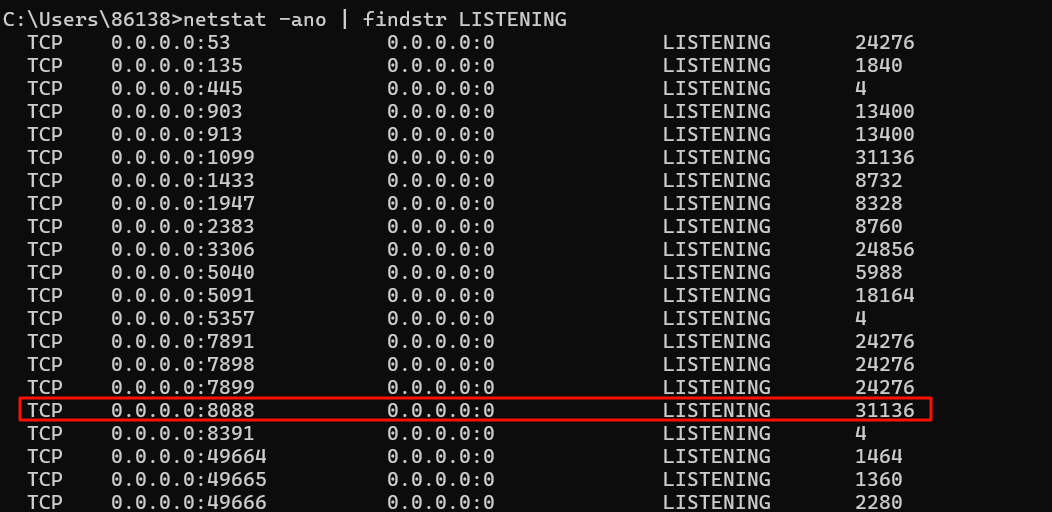 C:\Users\86138>netstat -ano | findstr LISTENING
TCP 0.0.0.0:53 0.0.0.0:0 LISTENING 24276
TCP 0.0.0.0:135 0.0.0.0:0 LISTENING 1840
TCP 0.0.0.0:445 0.0.0.0:0 LISTENING 4
TCP 0.0.0.0:903 0.0.0.0:0 LISTENING 13400
TCP 0.0.0.0:913 0.0.0.0:0 LISTENING 13400
TCP 0.0.0.0:1099 0.0.0.0:0 LISTENING 31136
TCP 0.0.0.0:1433 0.0.0.0:0 LISTENING 8732
TCP 0.0.0.0:1947 0.0.0.0:0 LISTENING 8328
TCP 0.0.0.0:2383 0.0.0.0:0 LISTENING 8760
TCP 0.0.0.0:3306 0.0.0.0:0 LISTENING 24856
TCP 0.0.0.0:5040 0.0.0.0:0 LISTENING 5988
TCP 0.0.0.0:5091 0.0.0.0:0 LISTENING 18164
TCP 0.0.0.0:5357 0.0.0.0:0 LISTENING 4
TCP 0.0.0.0:7891 0.0.0.0:0 LISTENING 24276
TCP 0.0.0.0:7898 0.0.0.0:0 LISTENING 24276
TCP 0.0.0.0:7899 0.0.0.0:0 LISTENING 24276
TCP 0.0.0.0:8088 0.0.0.0:0 LISTENING 31136
TCP 0.0.0.0:8391 0.0.0.0:0 LISTENING 4
TCP 0.0.0.0:49664 0.0.0.0:0 LISTENING 1464
TCP 0.0.0.0:49665 0.0.0.0:0 LISTENING 1360
TCP 0.0.0.0:49666 0.0.0.0:0 LISTENING 2280